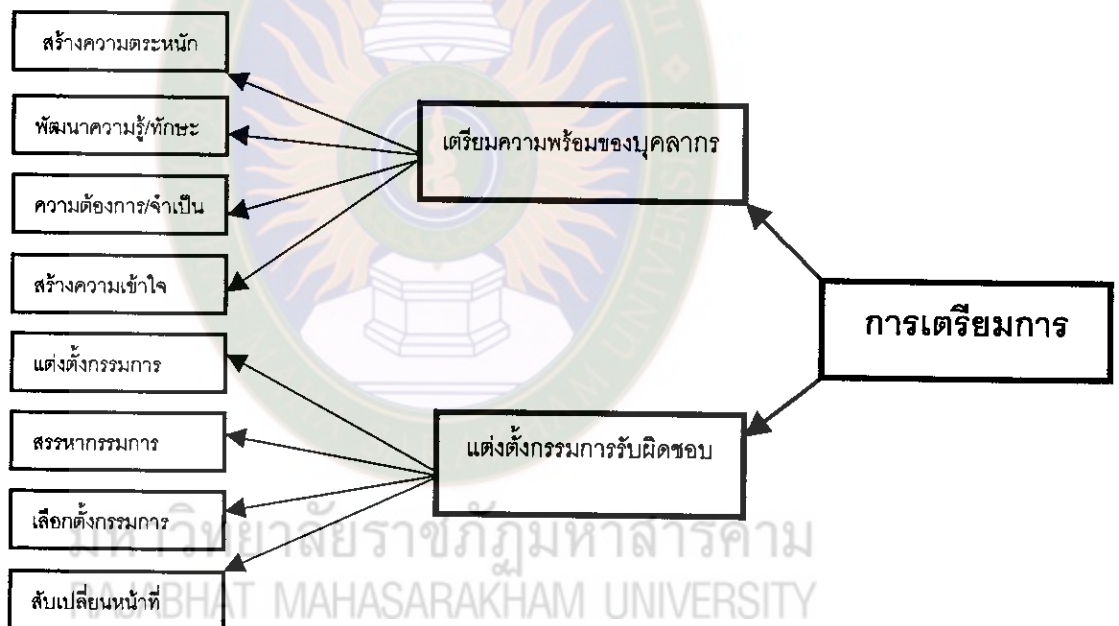 สร้างความตระหนัก
พัฒนาความรู้/ทักษะ
เตรียมความพร้อมของบุคลากร
ความต้องการ/จำเป็น
สร้างความเข้าใจ
การเตรียมการ
แต่งตั้งกรรมการ
สรรหากรรมการ
แต่งตั้งกรรมการรับผิดชอบ
เลือกตั้งกรรมการ
สับเปลี่ยนหน้าที่
มหาวิทยาลัยราชภัฏมหาสารคาม
RAJABHAT MAHASARAKHAM UNIVERSITY